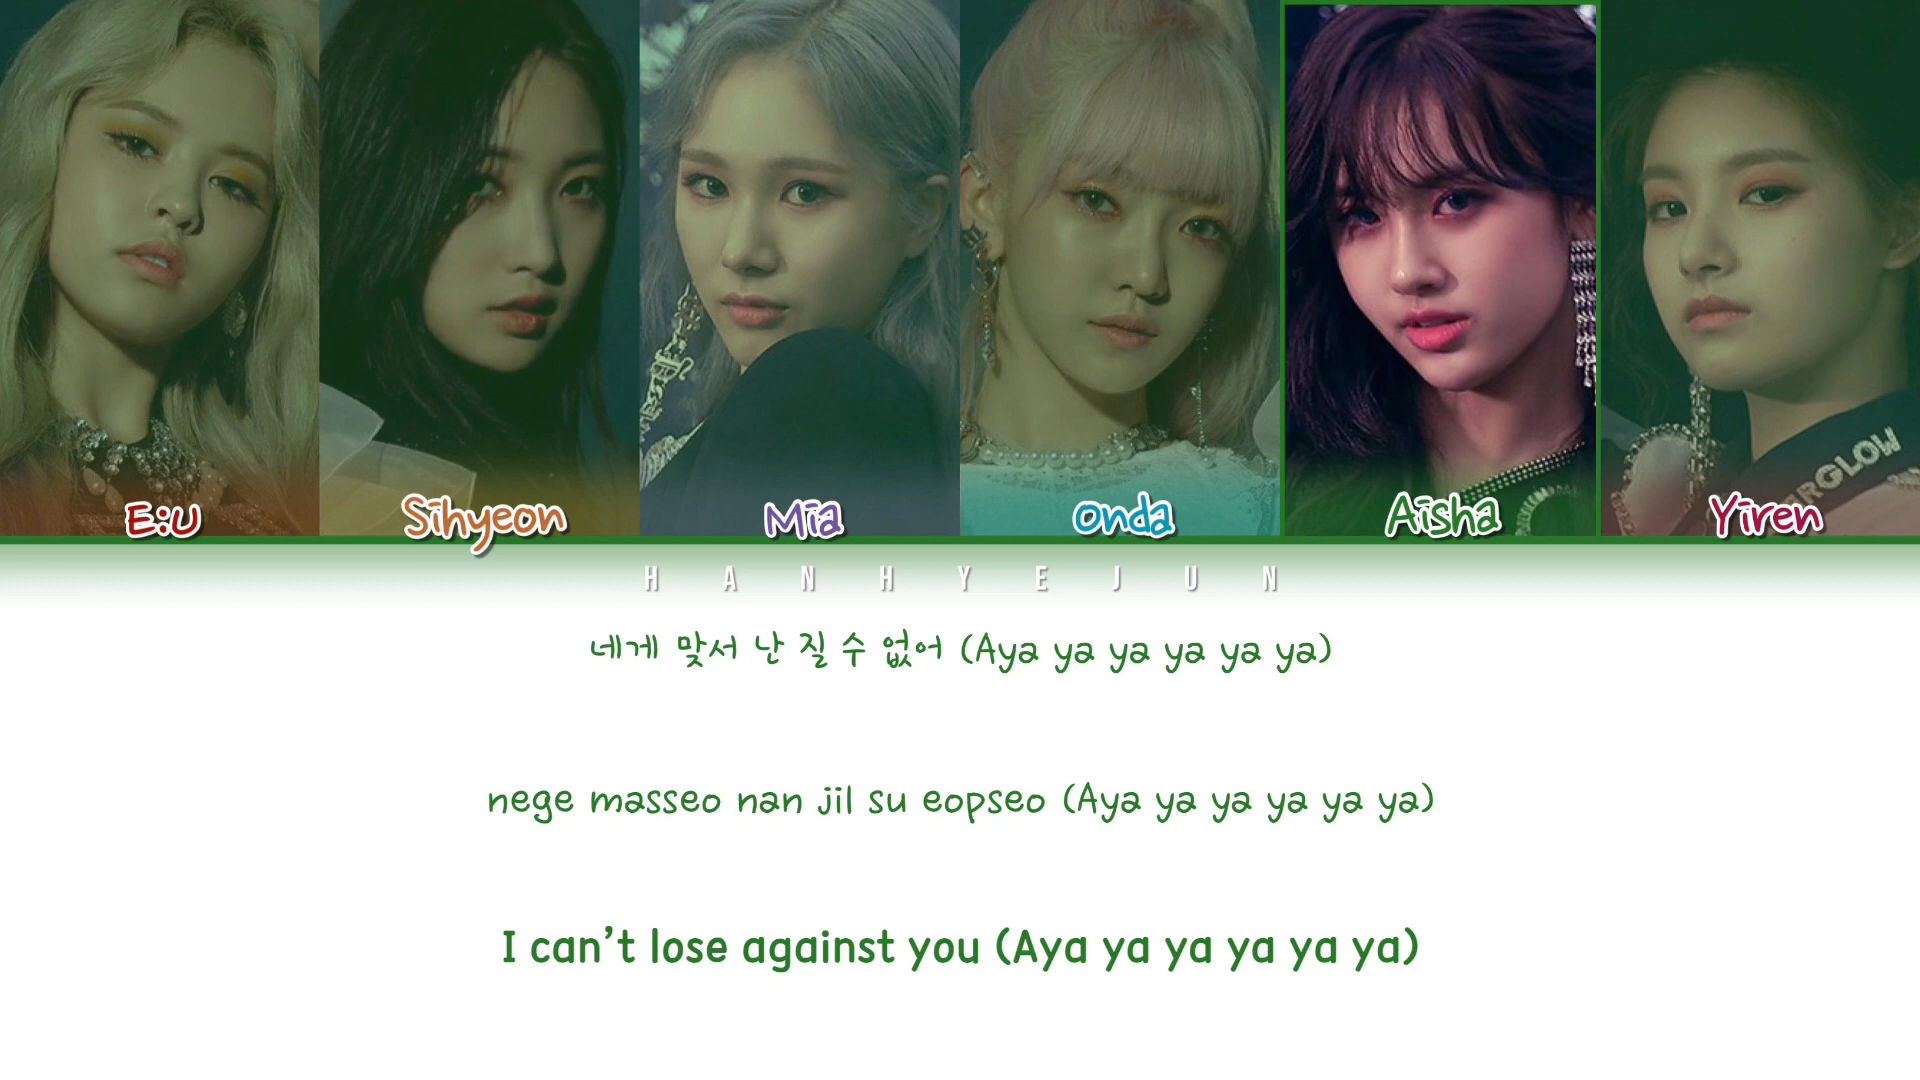 ERGLOW
E:U Sihyeon Mia Onda Aisha Yiren
HANHYEJUN
네게 맞서 난 질 수 없어 (Aya ya ya ya ya ya)
nege masseo nan jil su eopseo (Aya ya ya ya ya ya)
I can't lose against you (Aya ya ya ya ya ya)